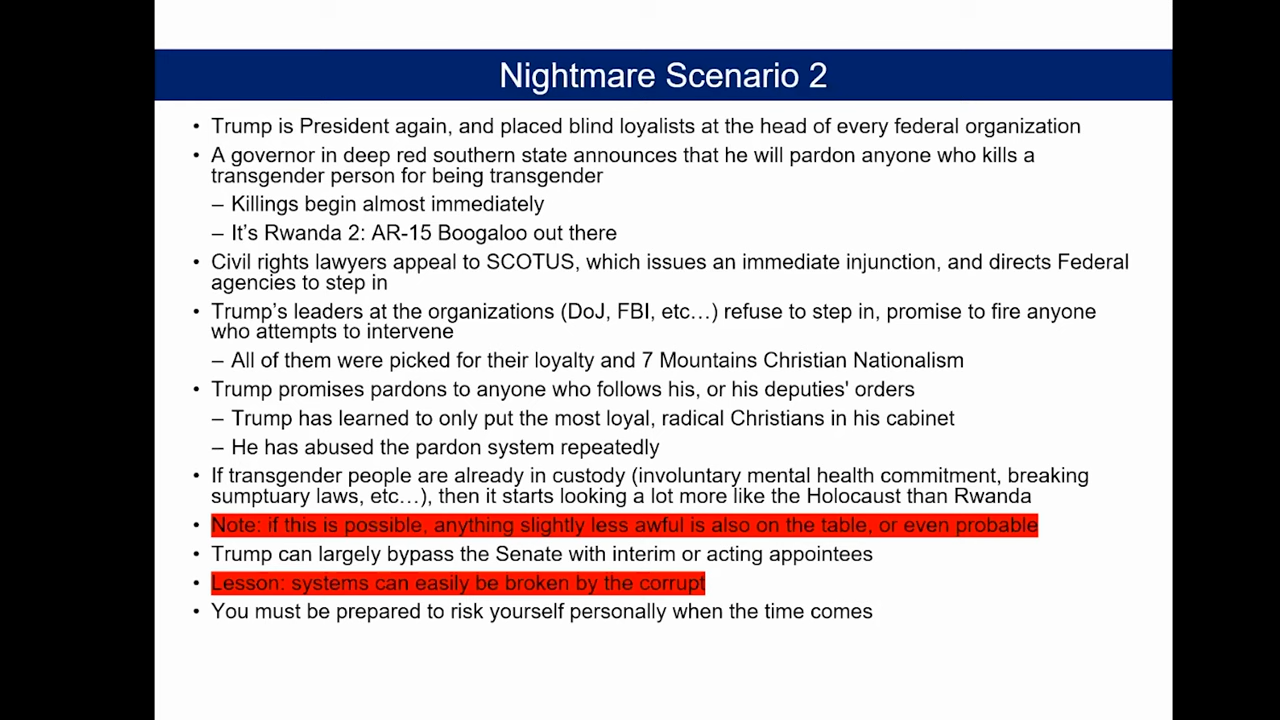 Nightmare Scenario 2
• Trump is President again, and placed blind loyalists at the head of every federal organization
• A governor in deep red southern state announces that he will pardon anyone who kills a
transgender person for being transgender
– Killings begin almost immediately
– It's Rwanda 2: AR-15 Boogaloo out there
• Civil rights lawyers appeal to SCOTUS, which issues an immediate injunction, and directs Federal
agencies to step in
• Trump's leaders at the organizations (DoJ, FBI, etc…) refuse to step in, promise to fire anyone
who attempts to intervene
– All of them were picked for their loyalty and 7 Mountains Christian Nationalism
• Trump promises pardons to anyone who follows his, or his deputies' orders
– Trump has learned to only put the most loyal, radical Christians in his cabinet
– He has abused the pardon system repeatedly
• If transgender people are already in custody (involuntary mental health commitment, breaking
sumptuary laws, etc…), then it starts looking a lot more like the Holocaust than Rwanda
• Note: if this is possible, anything slightly less awful is also on the table, or even probable
• Trump can largely bypass the Senate with interim or acting appointees
• Lesson: systems can easily be broken by the corrupt
• You must be prepared to risk yourself personally when the time comes